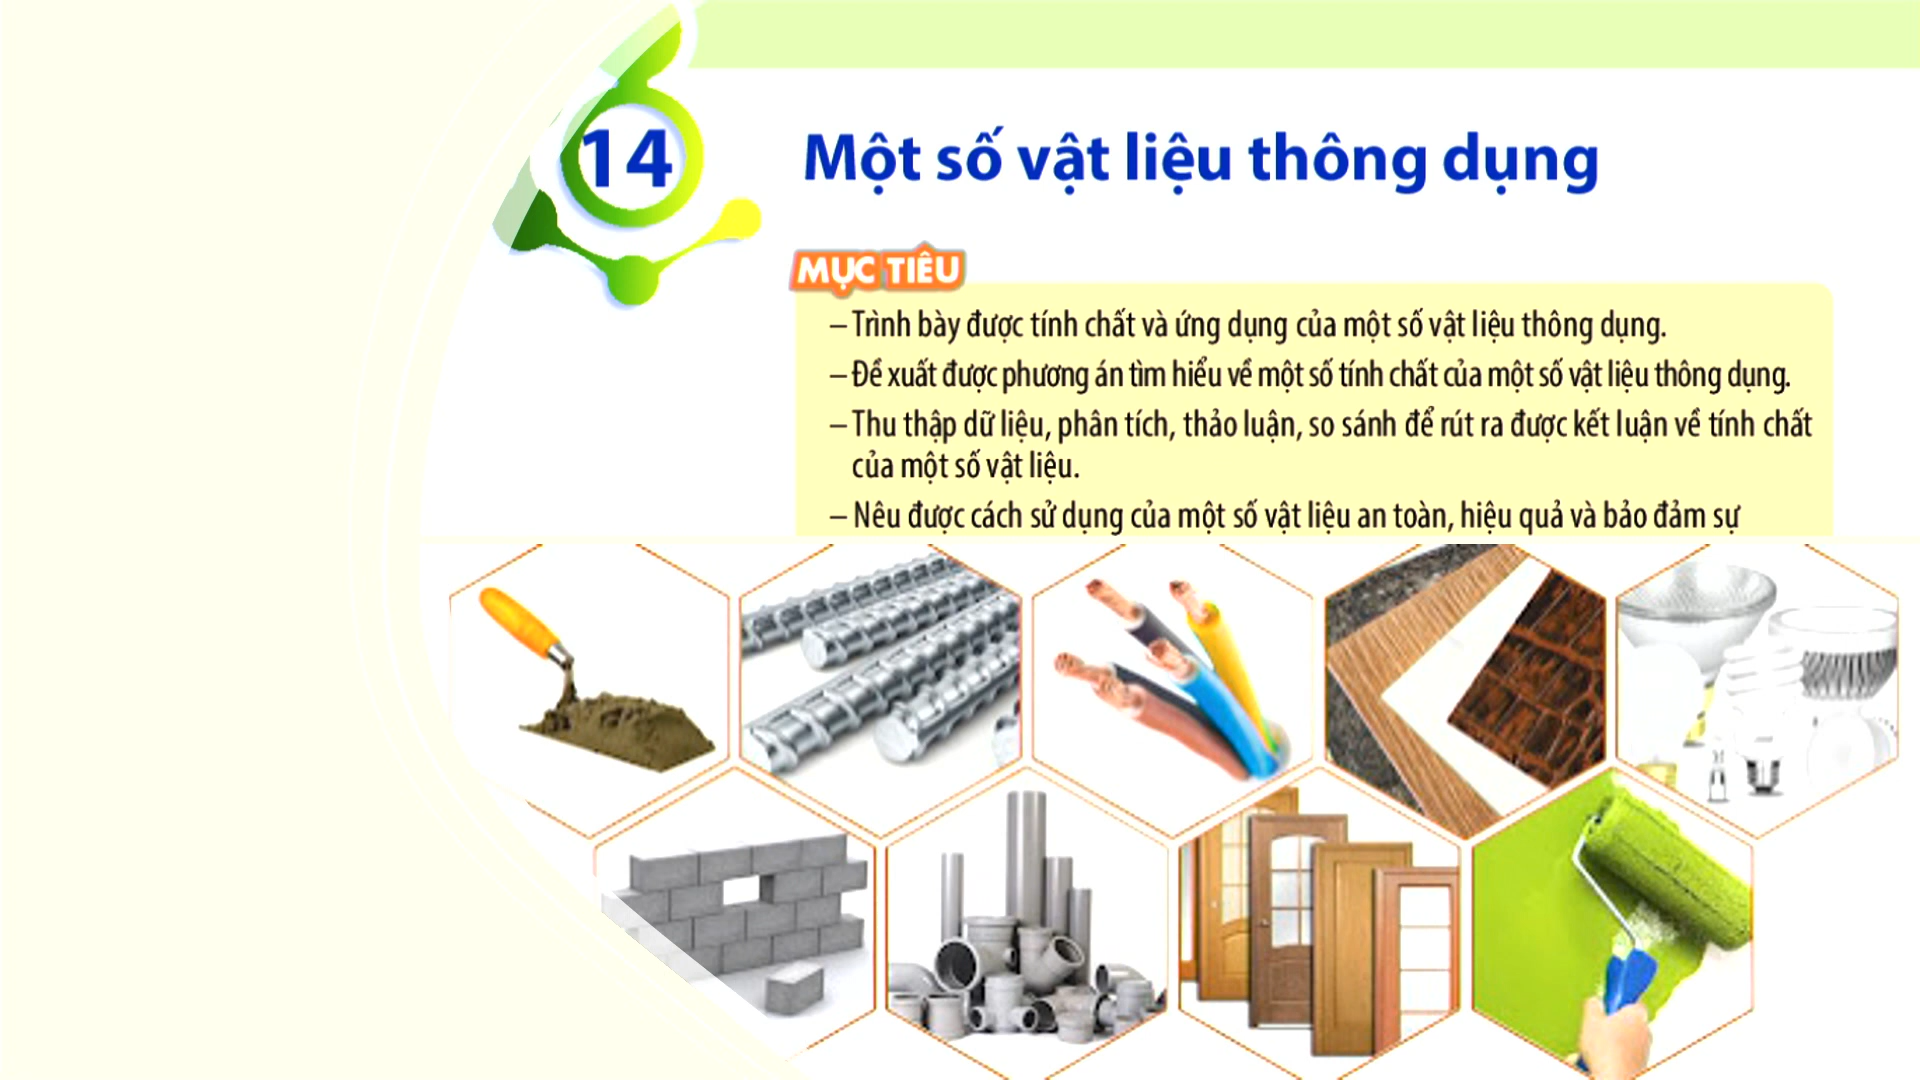 14
Một số vật liệu thông dụng
MỤC TIÊU
– Trình bày được tính chất và ứng dụng của một số vật liệu thông dụng.
– Đề xuất được phương án tìm hiểu về một số tính chất của một số vật liệu thông dụng.
– Thu thập dữ liệu, phân tích, thảo luận, so sánh để rút ra được kết luận về tính chất
của một số vật liệu.
– Nêu được cách sử dụng của một số vật liệu an toàn, hiệu quả và bảo đảm sự